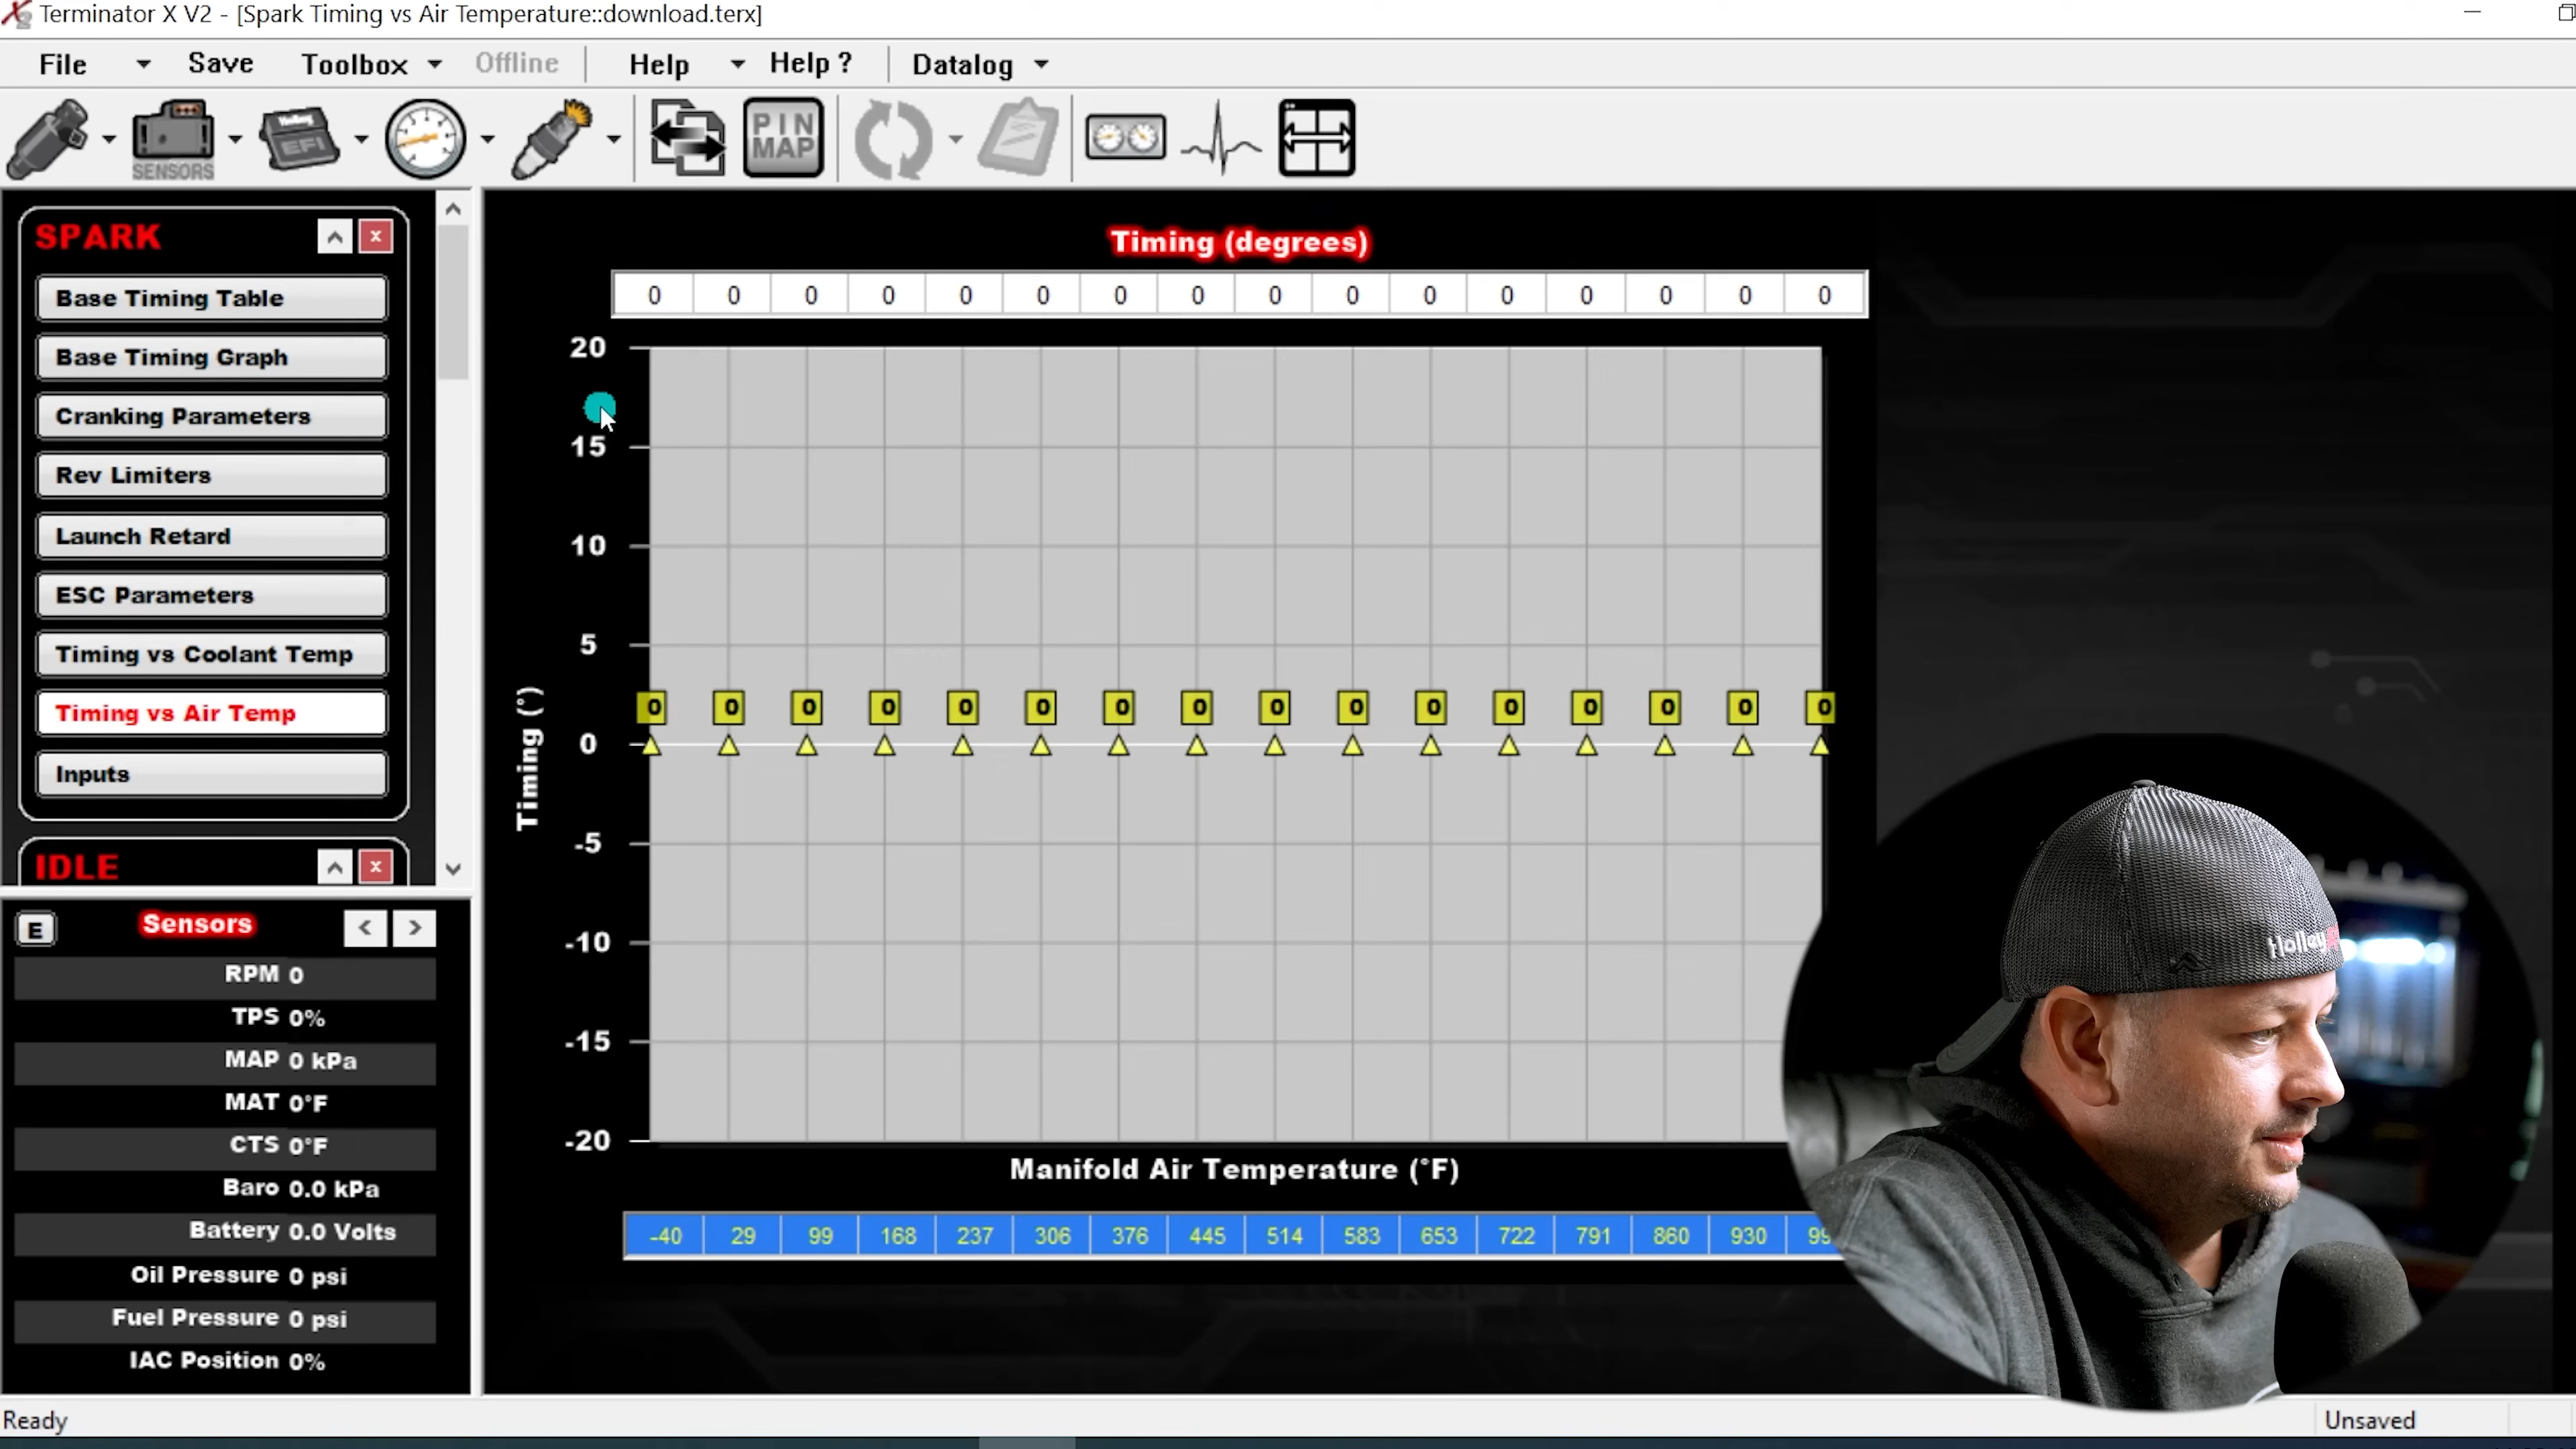 Terminator X V2 - [Spark Timing vs Air Temperature::download.terx]
File Save Toolbox Offline Help Help ? Datalog
SENSORS
Holley EFI
PIN MAP
SPARK
Base Timing Table
Base Timing Graph
Cranking Parameters
Rev Limiters
Launch Retard
ESC Parameters
Timing vs Coolant Temp
Timing vs Air Temp
Inputs
IDLE
E Sensors < >
RPM 0
TPS 0%
MAP 0 kPa
MAT 0°F
CTS 0°F
Baro 0.0 kPa
Battery 0.0 Volts
Oil Pressure 0 psi
Fuel Pressure 0 psi
IAC Position 0%
Timing (degrees)
0 0 0 0 0 0 0 0 0 0 0 0 0 0 0 0
20
15
10
5
0 0 0 0 0 0 0 0 0 0 0 0 0 0 0 0
0
-5
-10
-15
-20
Timing (°)
Manifold Air Temperature (°F)
-40 29 99 168 237 306 376 445 514 583 653 722 791 860 930
Holley
Ready
Unsaved